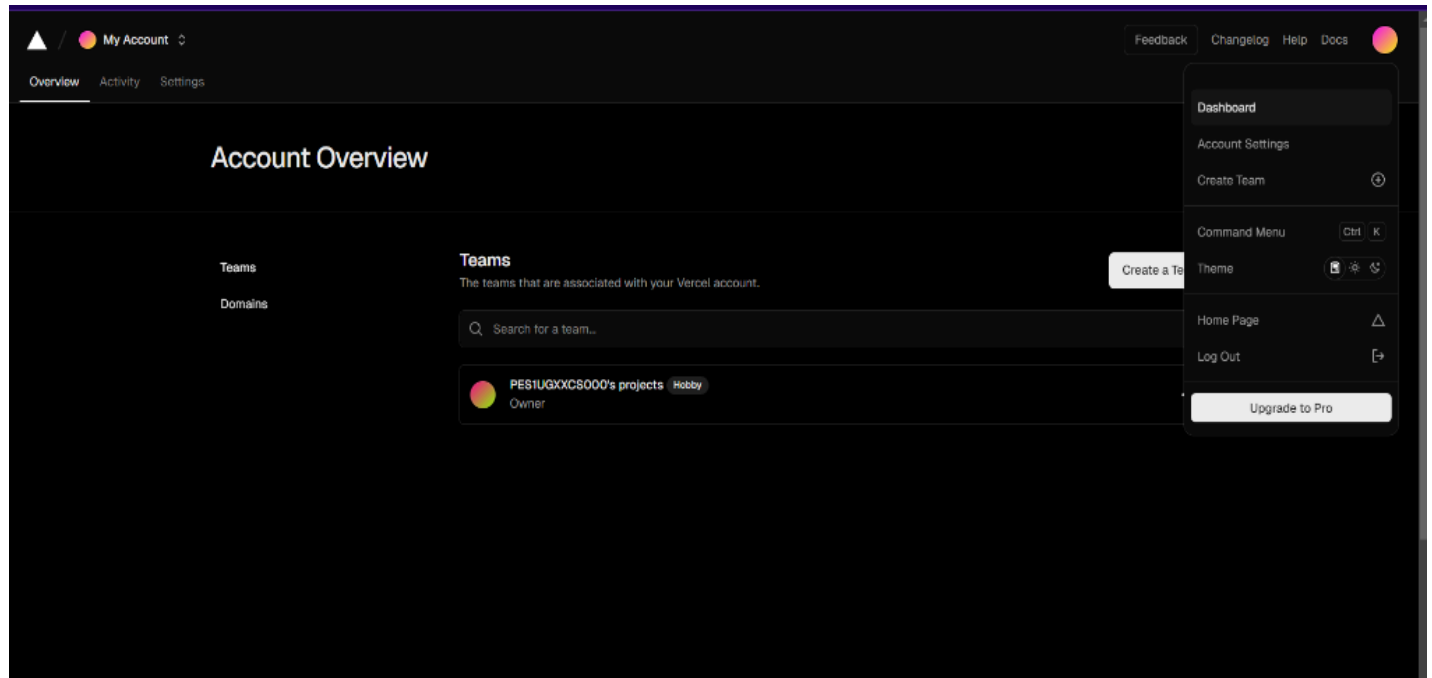 My Account
Feedback Changelog Help Docs
Overview Activity Settings
Dashboard
Account Settings
Create Team
Command Menu Ctrl K
Theme
Home Page
Log Out
Upgrade to Pro
Account Overview
Teams
Domains
Teams
The teams that are associated with your Vercel account.
Create a Te
Search for a team...
PES1UGXXCS000's projects Hobby
Owner